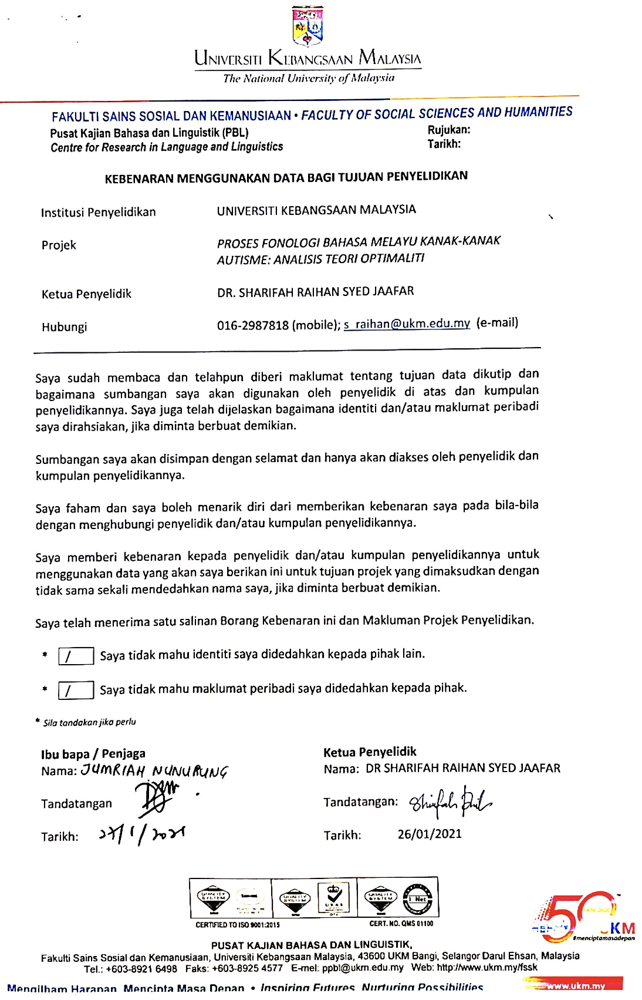 UNIVERSITI KEBANGSAAN MALAYSIA
The National University of Malaysia
FAKULTI SAINS SOSIAL DAN KEMANUSIAAN • FACULTY OF SOCIAL SCIENCES AND HUMANITIES
Pusat Kajian Bahasa dan Linguistik (PBL) Rujukan:
Centre for Research in Language and Linguistics Tarikh:
KEBENARAN MENGGUNAKAN DATA BAGI TUJUAN PENYELIDIKAN
Institusi Penyelidikan UNIVERSITI KEBANGSAAN MALAYSIA
Projek PROSES FONOLOGI BAHASA MELAYU KANAK-KANAK
AUTISME: ANALISIS TEORI OPTIMALITI
Ketua Penyelidik DR. SHARIFAH RAIHAN SYED JAAFAR
Hubungi 016-2987818 (mobile); s_raihan@ukm.edu.my (e-mail)
Saya sudah membaca dan telahpun diberi maklumat tentang tujuan data dikutip dan
bagaimana sumbangan saya akan digunakan oleh penyelidik di atas dan kumpulan
penyelidikannya. Saya juga telah dijelaskan bagaimana identiti dan/atau maklumat peribadi
saya dirahsiakan, jika diminta berbuat demikian.
Sumbangan saya akan disimpan dengan selamat dan hanya akan diakses oleh penyelidik dan
kumpulan penyelidikannya.
Saya faham dan saya boleh menarik diri dari memberikan kebenaran saya pada bila-bila
dengan menghubungi penyelidik dan/atau kumpulan penyelidikannya.
Saya memberi kebenaran kepada penyelidik dan/atau kumpulan penyelidikannya untuk
menggunakan data yang akan saya berikan ini untuk tujuan projek yang dimaksudkan dengan
tidak sama sekali mendedahkan nama saya, jika diminta berbuat demikian.
Saya telah menerima satu salinan Borang Kebenaran ini dan Makluman Projek Penyelidikan.
* / Saya tidak mahu identiti saya didedahkan kepada pihak lain.
* / Saya tidak mahu maklumat peribadi saya didedahkan kepada pihak.
* Sila tandakan jika perlu
Ibu bapa / Penjaga Ketua Penyelidik
Nama: JUMRIAH NUNURUNG Nama: DR SHARIFAH RAIHAN SYED JAAFAR
Tandatangan Tandatangan:
Tarikh: 27/1/2021 Tarikh: 26/01/2021
QUALITY SYSTEM QUALITY SYSTEM UKAS QUALITY SYSTEM I Net
CERTIFIED TO ISO 9001:2015 CERT. NO. QMS 01100
50 UKM
#menciptamasadepan
PUSAT KAJIAN BAHASA DAN LINGUISTIK,
Fakulti Sains Sosial dan Kemanusiaan, Universiti Kebangsaan Malaysia, 43600 UKM Bangi, Selangor Darul Ehsan, Malaysia
Tel.: +603-8921 6498 Faks: +603-8925 4577 E-mel: ppbl@ukm.edu.my Web: http://www.ukm.my/fssk
Mengilham Harapan, Mencipta Masa Depan • Inspiring Futures, Nurturing Possibilities www.ukm.my